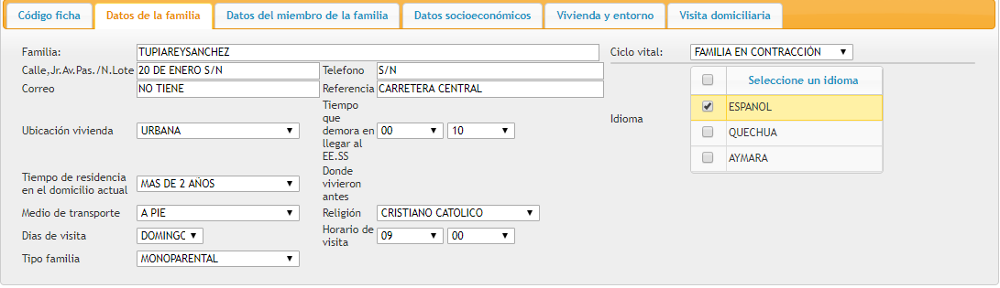 Código ficha Datos de la familia Datos del miembro de la familia Datos socioeconómicos Vivienda y entorno Visita domiciliaria
Familia: TUPIAREYSANCHEZ Ciclo vital: FAMILIA EN CONTRACCIÓN
Calle,Jr.Av.Pas./N.Lote 20 DE ENERO S/N Telefono S/N
Correo NO TIENE Referencia CARRETERA CENTRAL
Ubicación vivienda URBANA
Tiempo
que
demora en
llegar al
EE.SS
00 10
Tiempo de residencia
en el domicilio actual
MAS DE 2 AÑOS
Donde
vivieron
antes
Medio de transporte A PIE Religión CRISTIANO CATOLICO
Dias de visita DOMINGO
Horario de
visita
09 00
Tipo familia MONOPARENTAL
Idioma
Seleccione un idioma
ESPANOL
QUECHUA
AYMARA